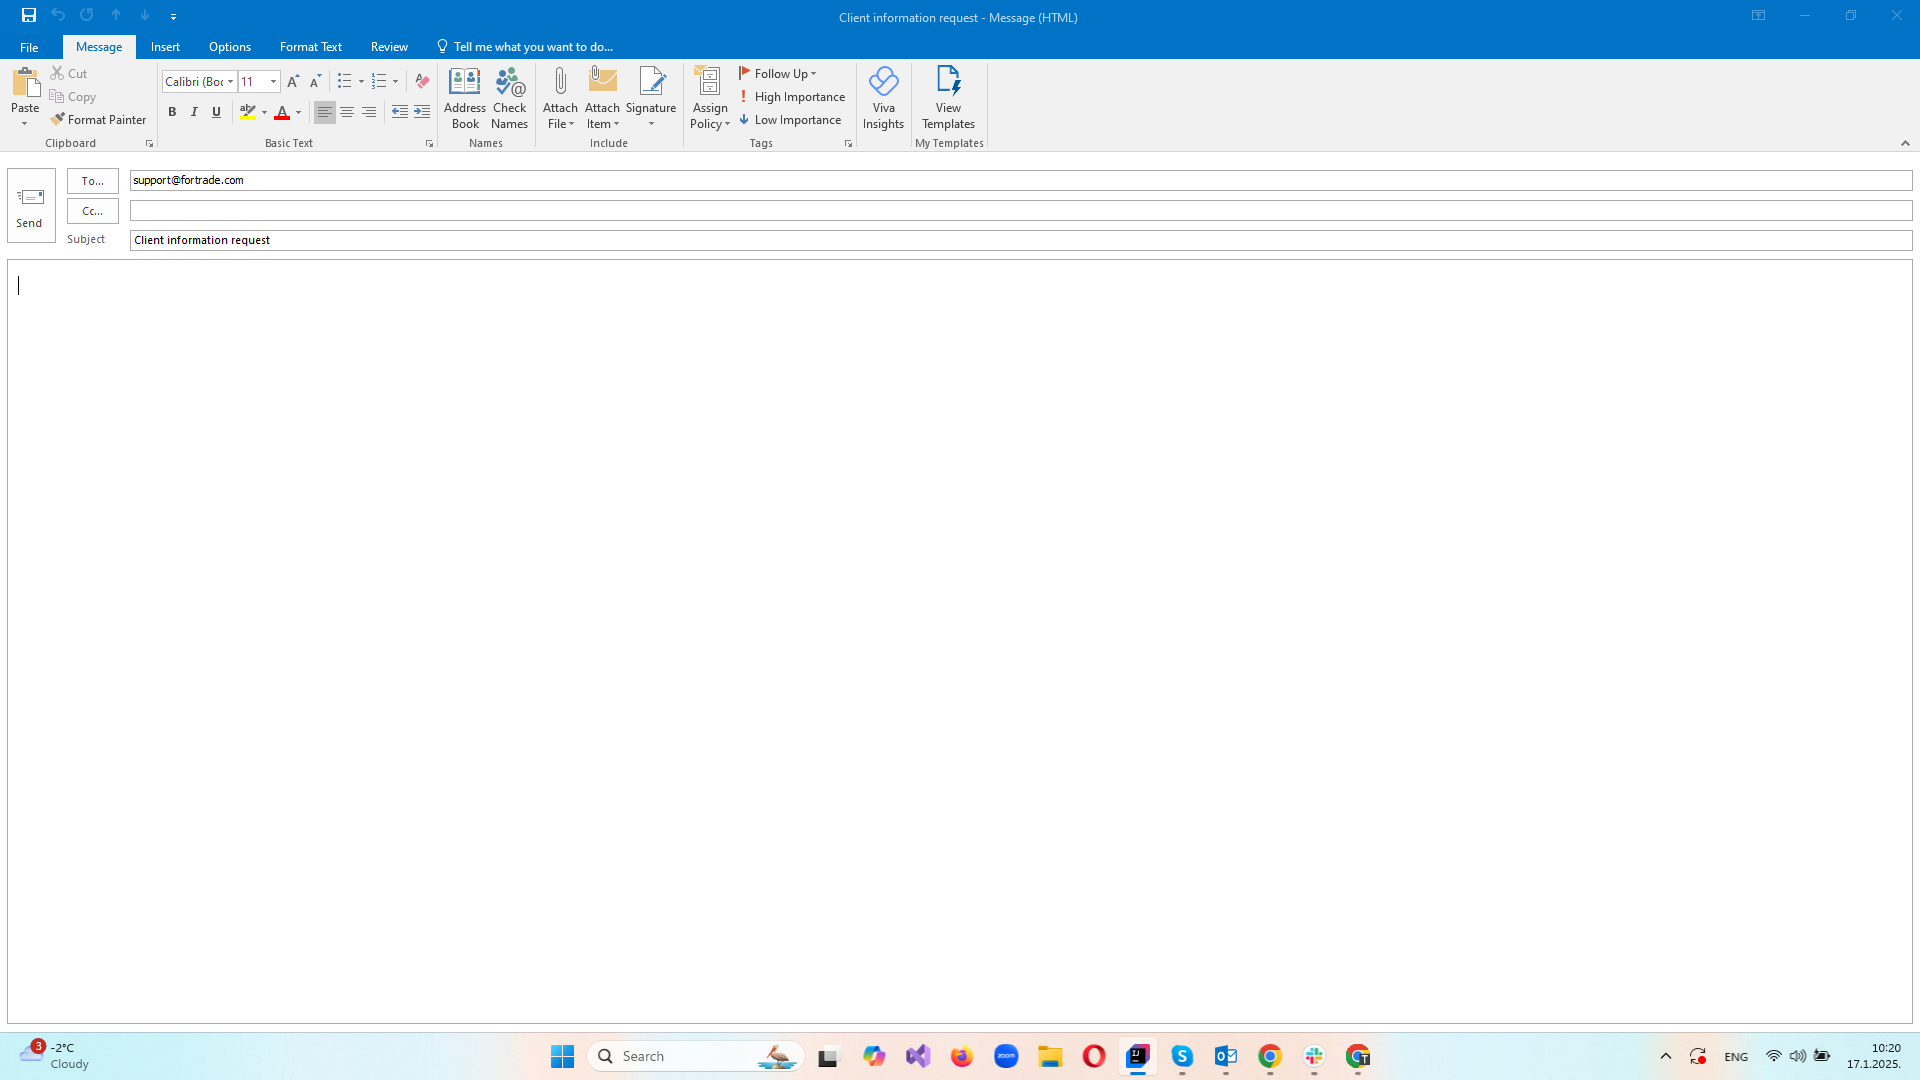 Client information request - Message (HTML)
File Message Insert Options Format Text Review Tell me what you want to do...
Paste
Cut
Copy
Format Painter
Clipboard
Calibri (Boc 11
B I U
Basic Text
Address Book
Check Names
Names
Attach File
Attach Item
Signature
Include
Assign Policy
Follow Up
High Importance
Low Importance
Tags
Viva Insights
View Templates
My Templates
Send
To... support@fortrade.com
Cc...
Subject Client information request
3
-2°C
Cloudy
Search
zoom
ENG
10:20
17.1.2025.